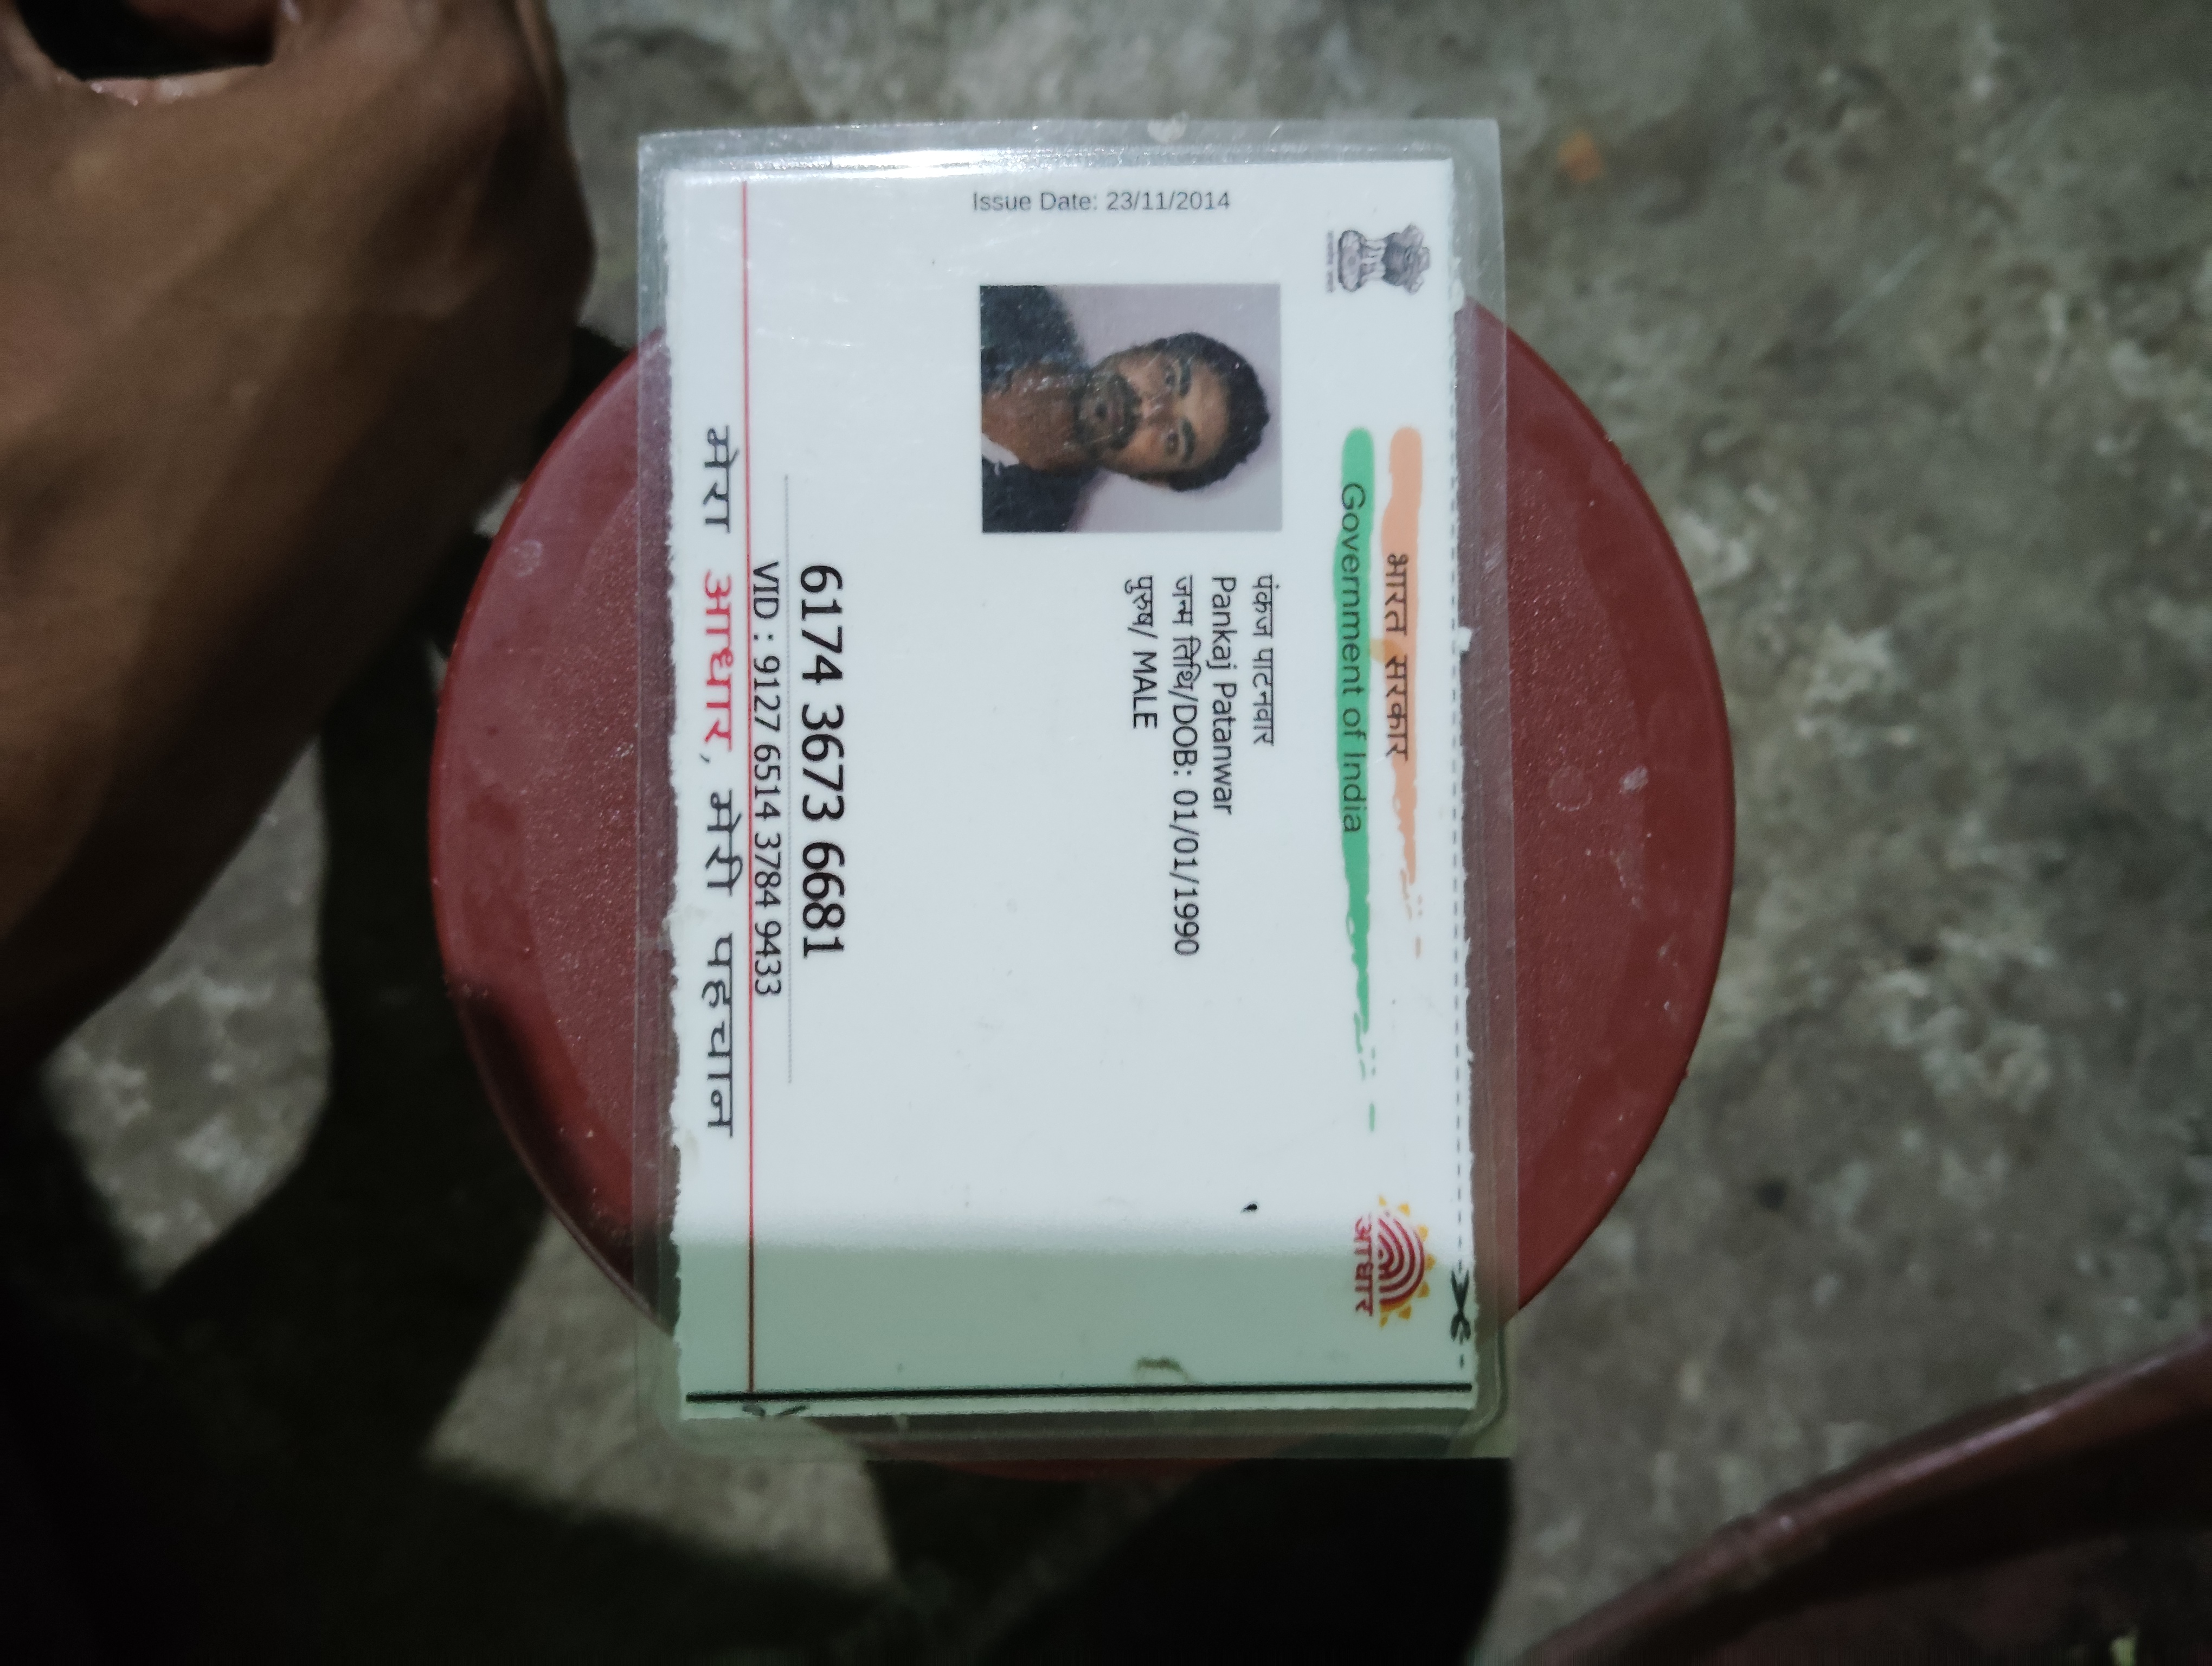 भारत सरकार
Government of India
Issue Date: 23/11/2014
पंकज पाटनवार
Pankaj Patanwar
जन्म तिथि/DOB: 01/01/1990
पुरुष/ MALE
आधार
6174 3673 6681
VID : 9127 6514 3784 9433
मेरा आधार, मेरी पहचान